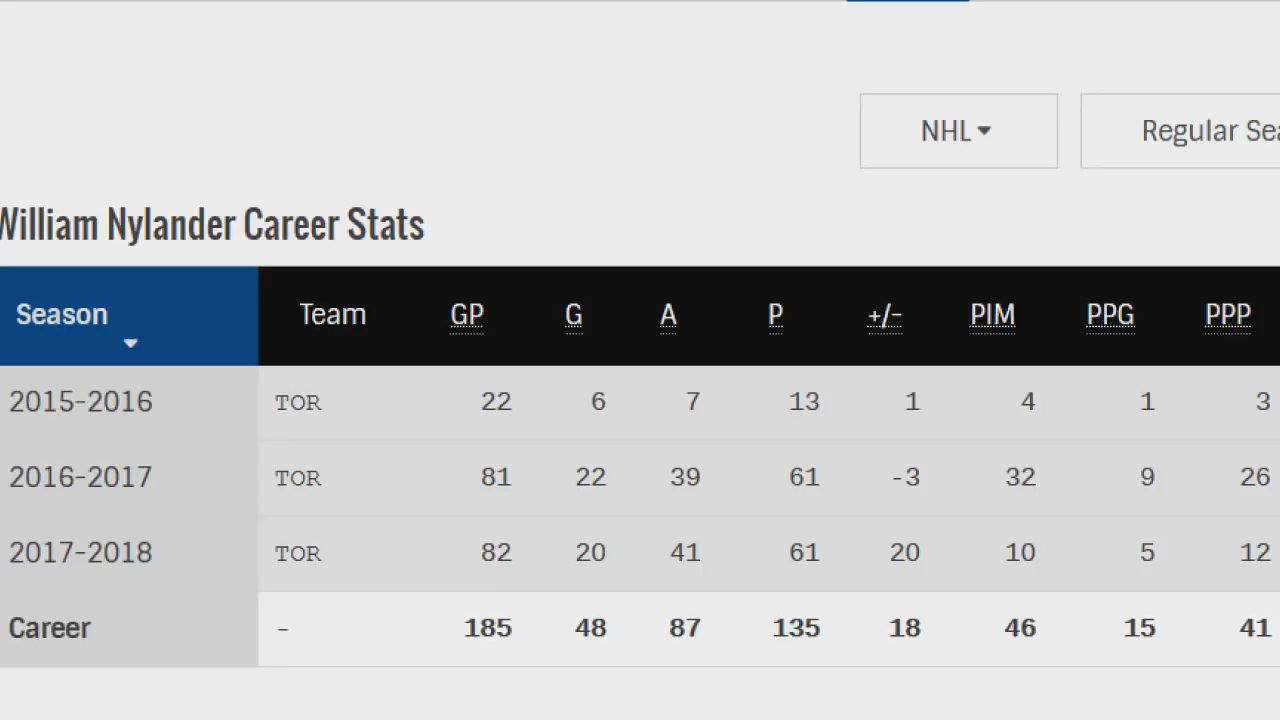 NHL Regular Sea
William Nylander Career Stats
Season Team GP G A P +/- PIM PPG PPP
2015-2016 TOR 22 6 7 13 1 4 1 3
2016-2017 TOR 81 22 39 61 -3 32 9 26
2017-2018 TOR 82 20 41 61 20 10 5 12
Career - 185 48 87 135 18 46 15 41